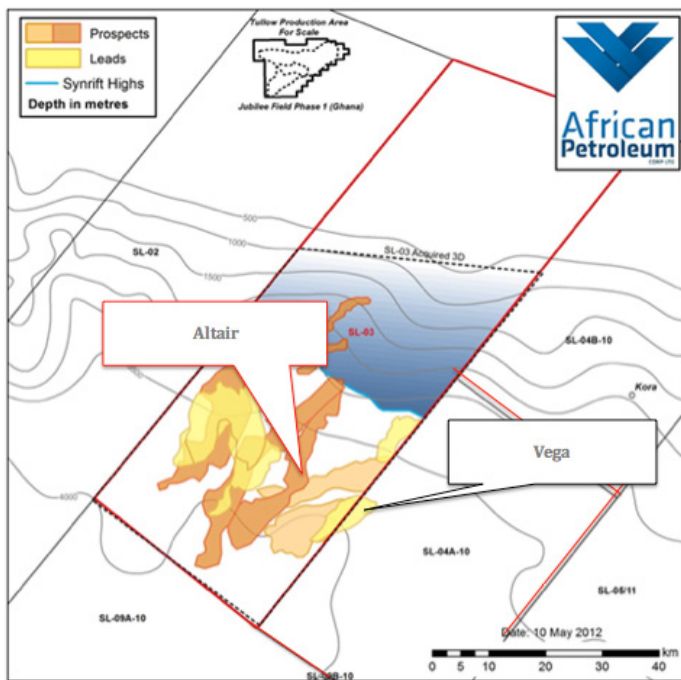 Prospects
Leads
Synrift Highs
Depth in metres
Tullow Production Area
For Scale
Jubilee Field Phase 1 (Ghana)
African
Petroleum
CORP LTD
500
1000
1500
SL-02
SL-03 Acquired 3D
SL-03
SL-04B-10
Altair
Kora
Vega
4000
SL-04A-10
SL-05/11
SL-09A-10
Date: 10 May 2012
km
0 5 10 20 30 40